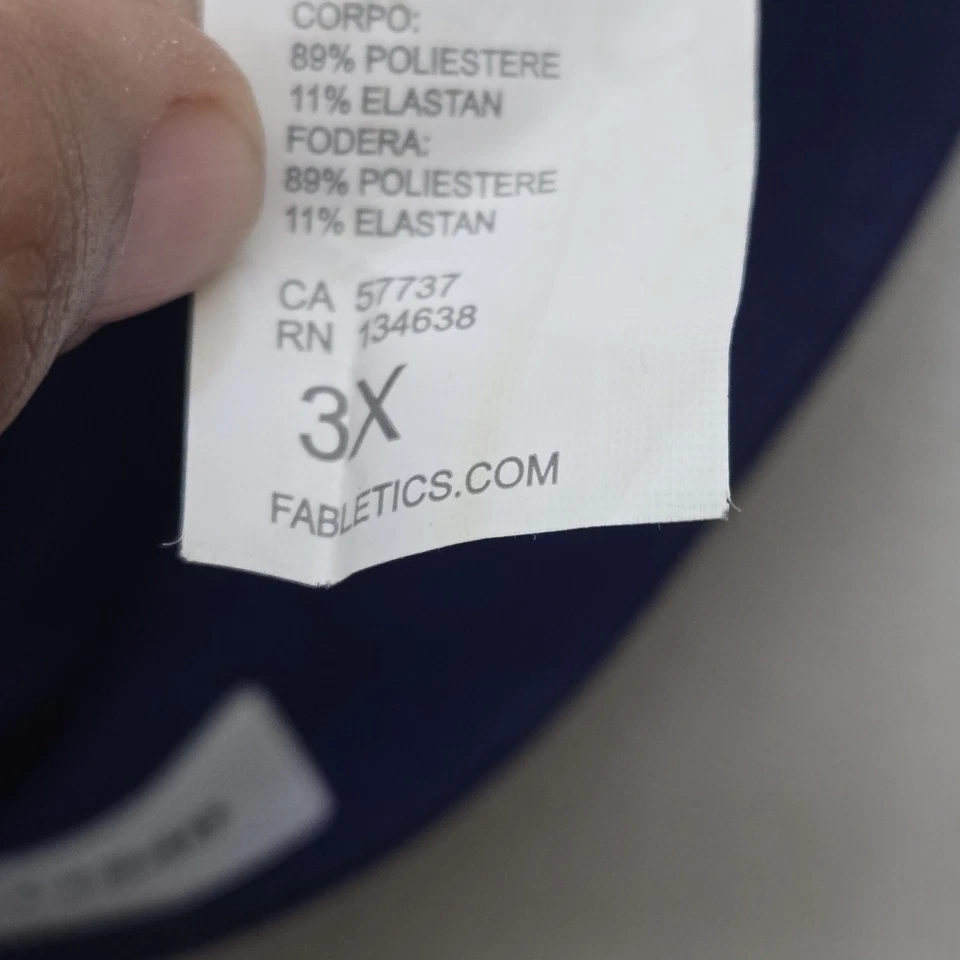 CORPO:
89% POLIESTERE
11% ELASTAN
FODERA:
89% POLIESTERE
11% ELASTAN
CA 57737
RN 134638
3X
FABLETICS.COM